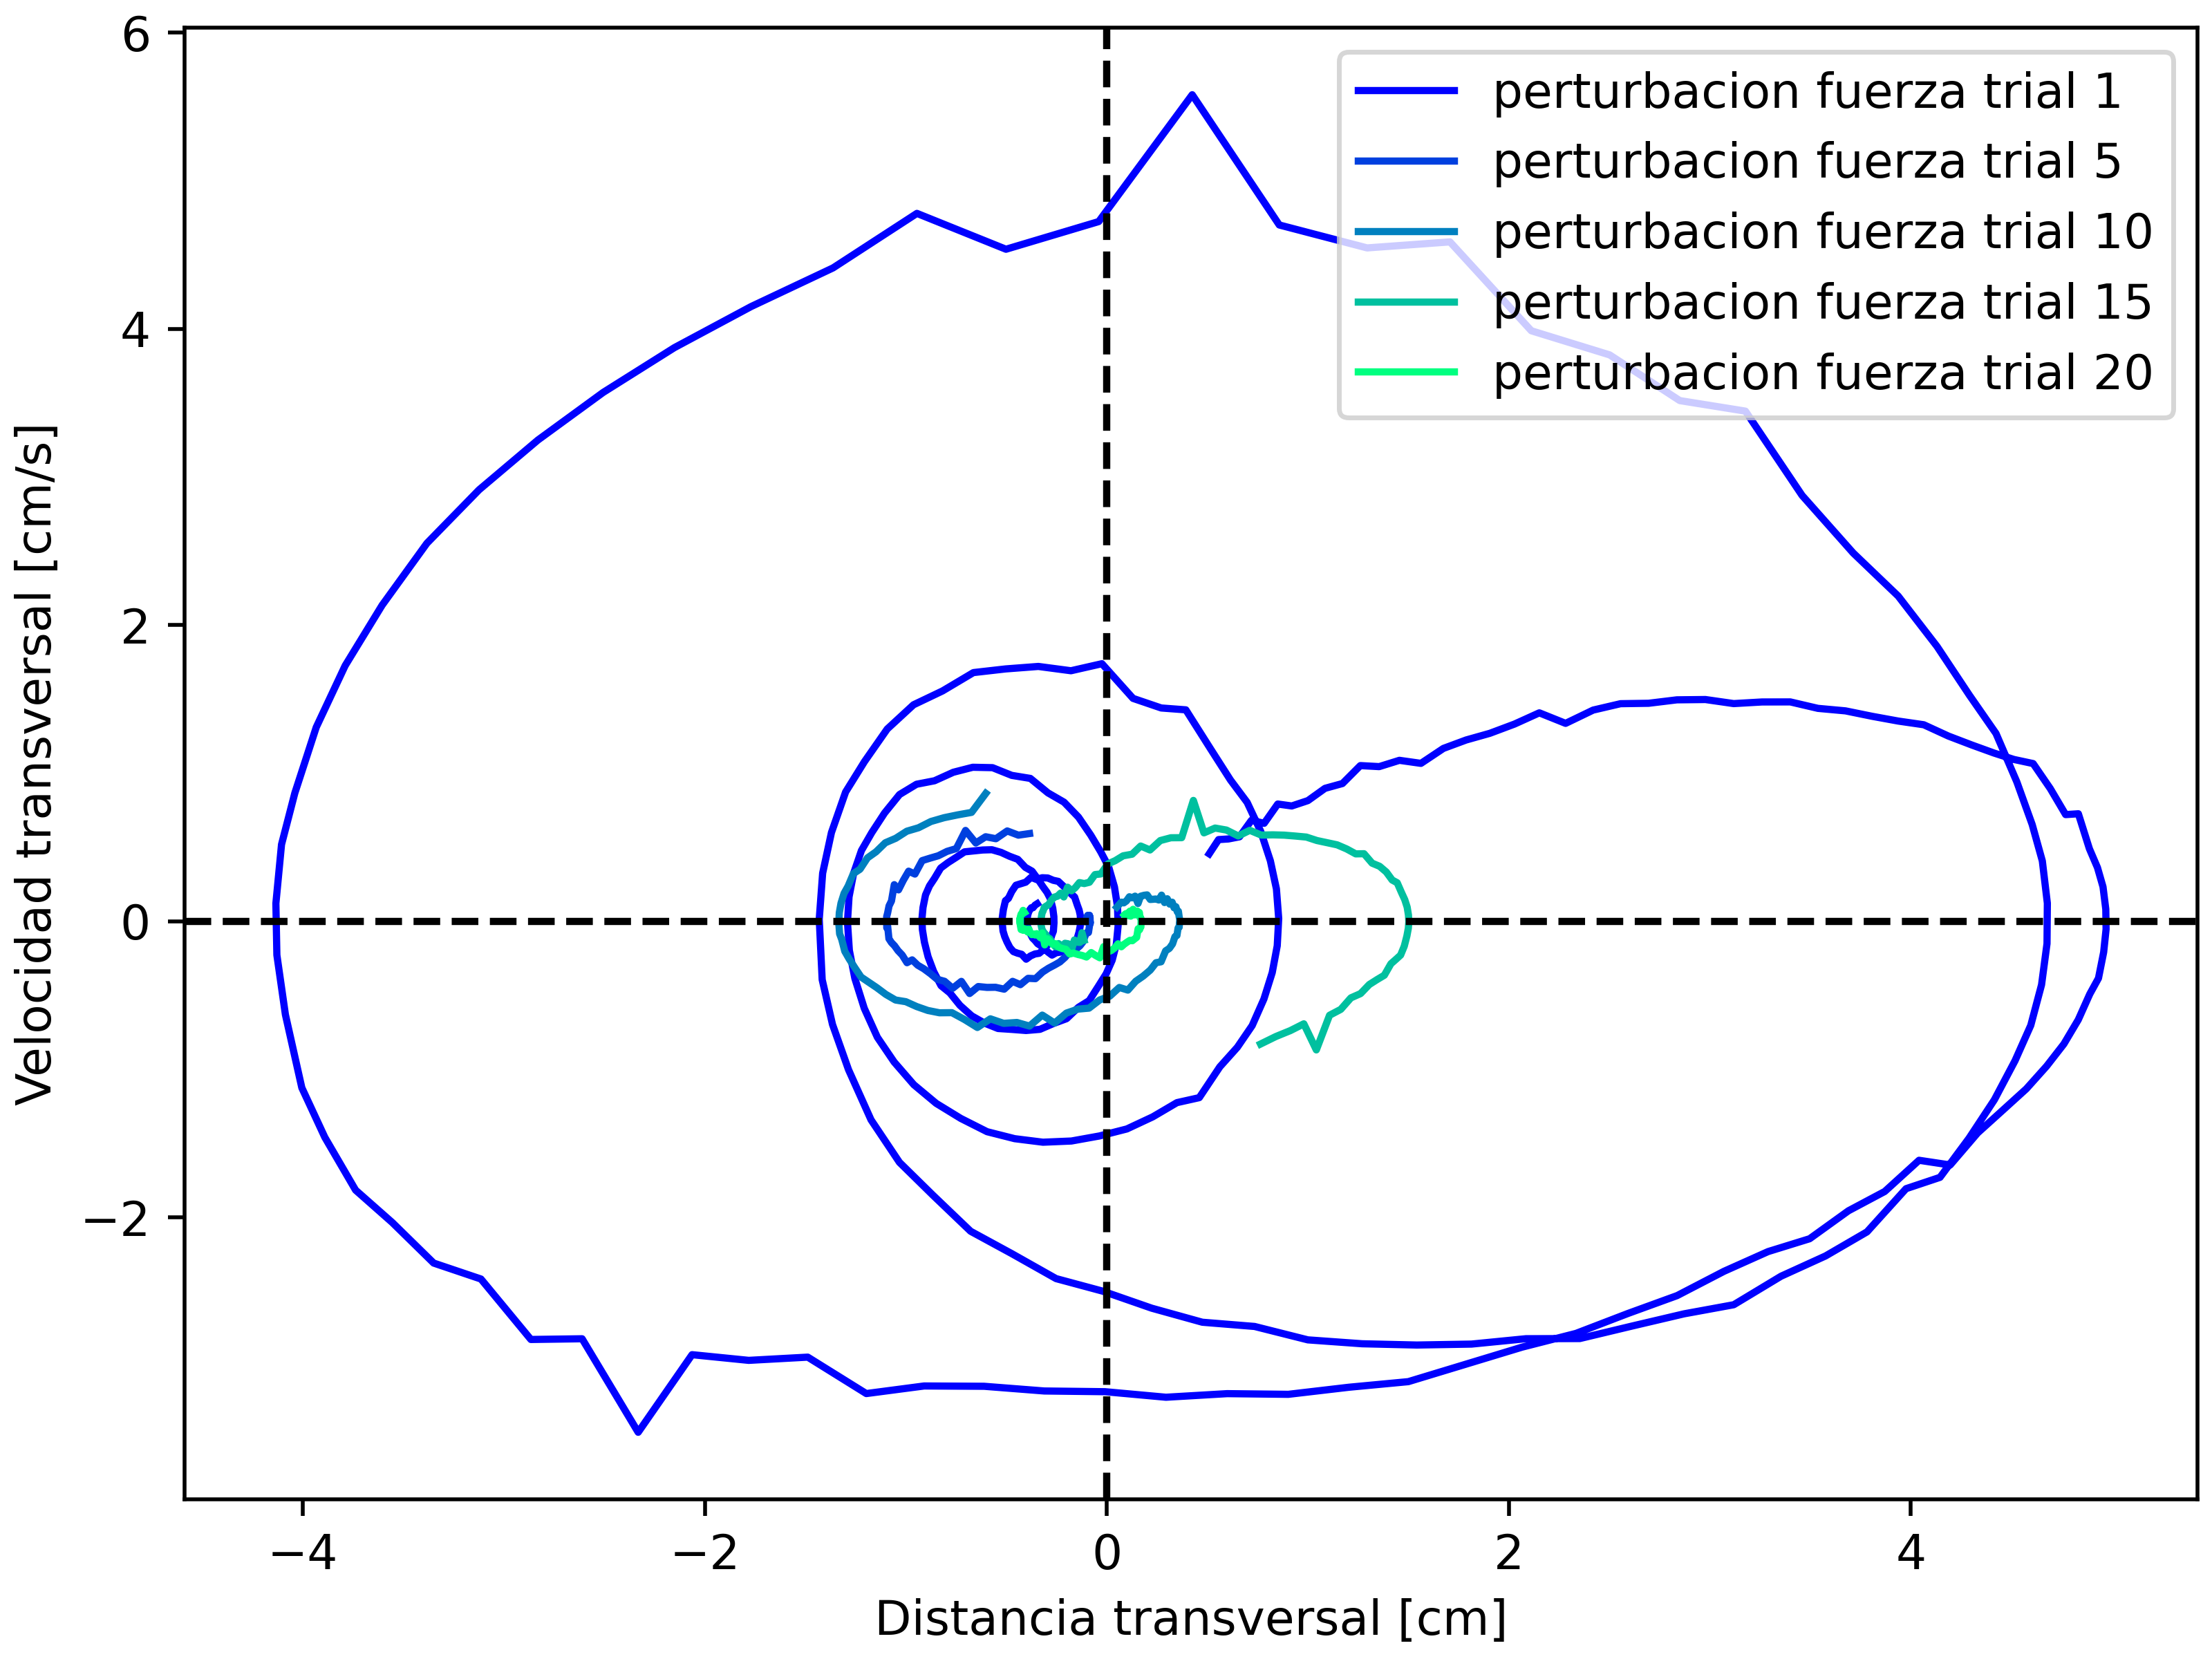 6
4
2
0
−2
Velocidad transversal [cm/s]
perturbacion fuerza trial 1
perturbacion fuerza trial 5
perturbacion fuerza trial 10
perturbacion fuerza trial 15
perturbacion fuerza trial 20
−4
−2
0
2
4
Distancia transversal [cm]